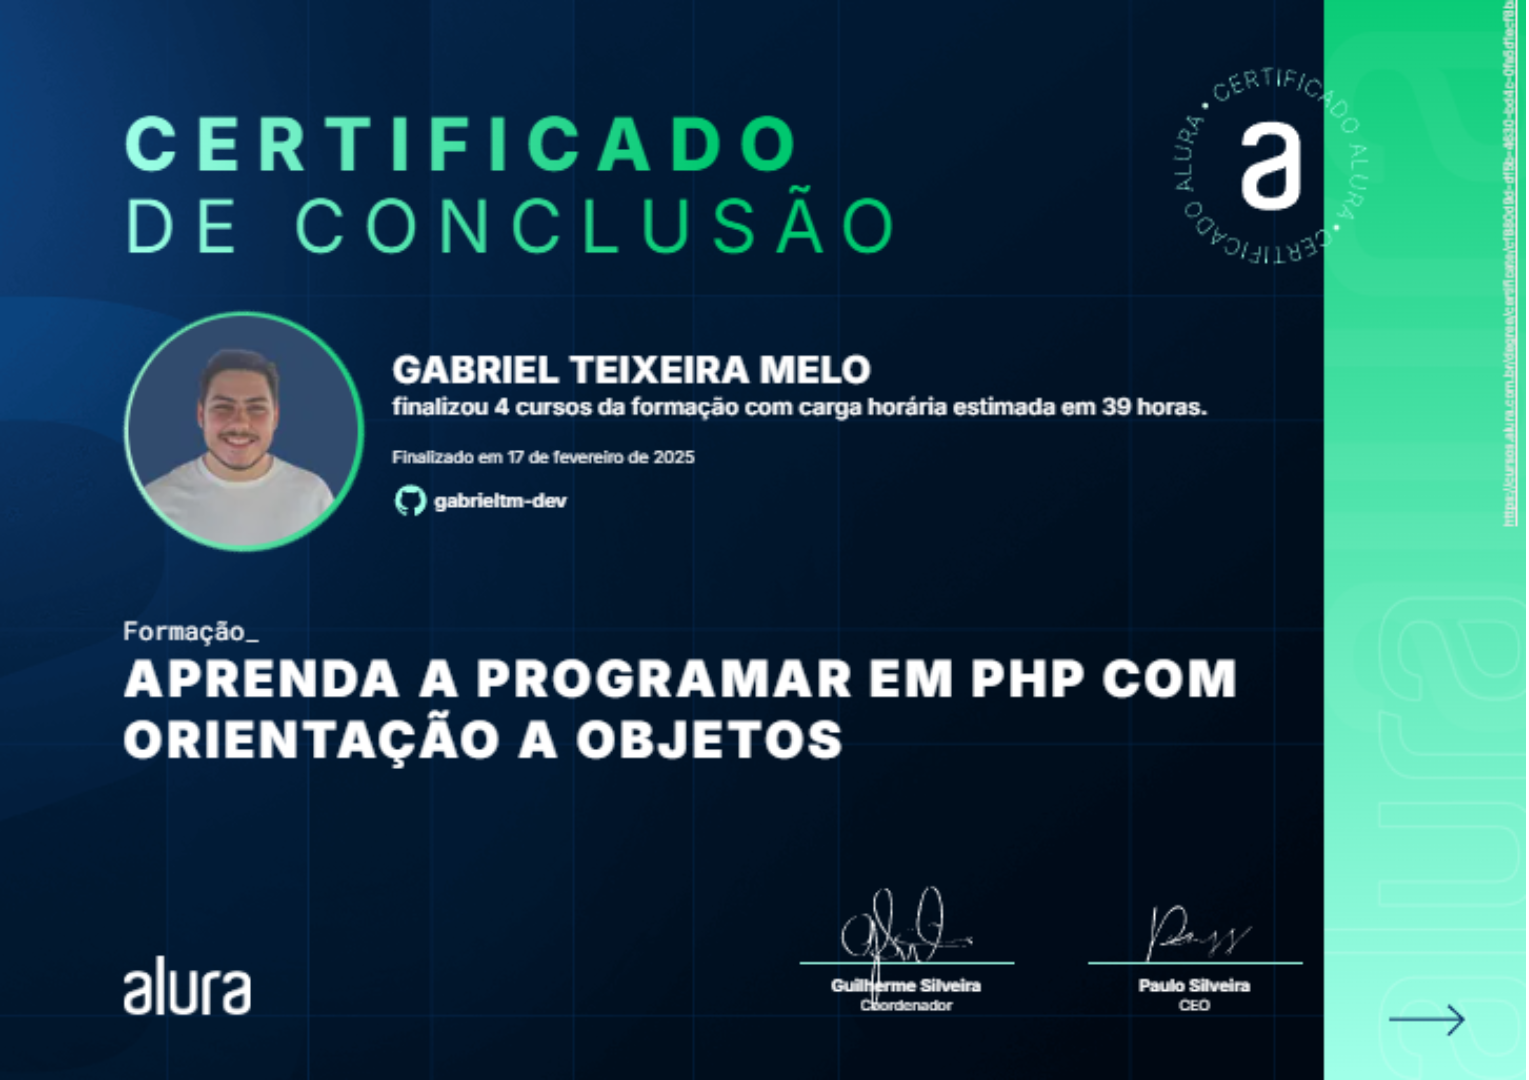 CERTIFICADO
DE CONCLUSÃO
CERTIFICADO ALURA • CERTIFICADO ALURA •
a
GABRIEL TEIXEIRA MELO
finalizou 4 cursos da formação com carga horária estimada em 39 horas.
Finalizado em 17 de fevereiro de 2025
gabrieltm-dev
Formação_
APRENDA A PROGRAMAR EM PHP COM
ORIENTAÇÃO A OBJETOS
alura
Guilherme Silveira
Coordenador
Paulo Silveira
CEO
alura